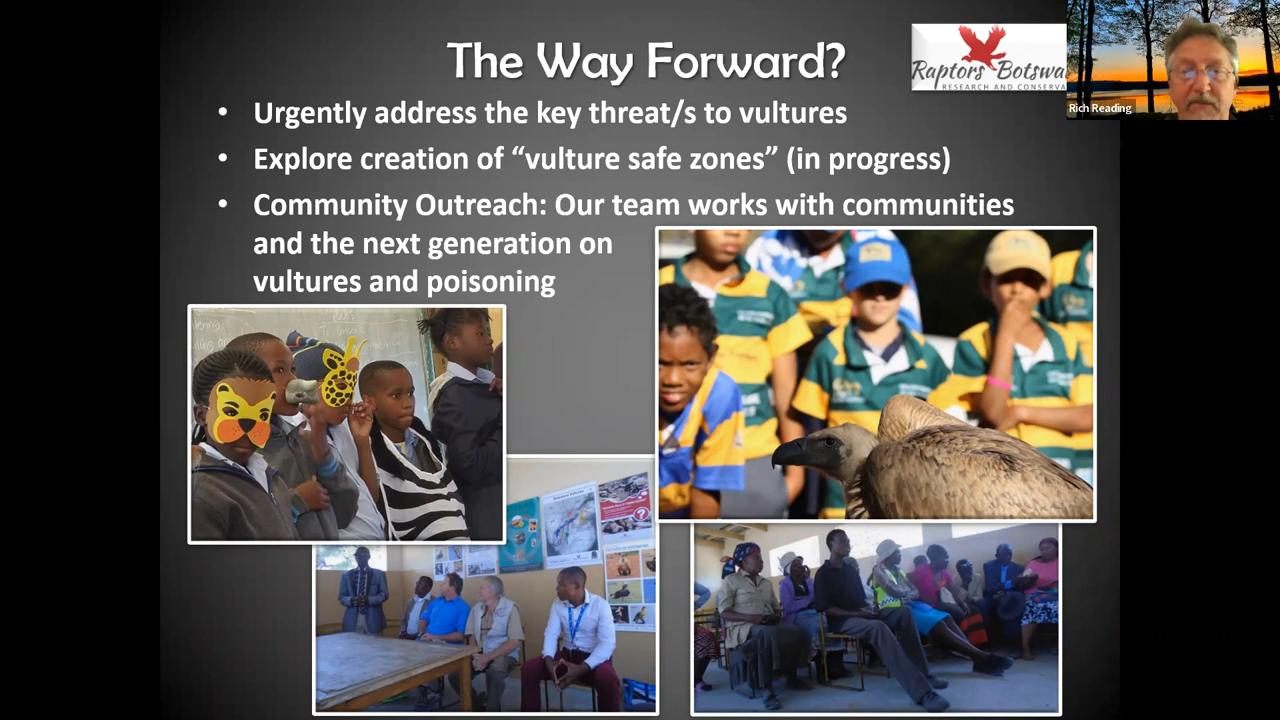 The Way Forward?
Raptors Botswa
RESEARCH AND CONSERVA
Rich Reading
• Urgently address the key threat/s to vultures
• Explore creation of “vulture safe zones” (in progress)
• Community Outreach: Our team works with communities
and the next generation on
vultures and poisoning